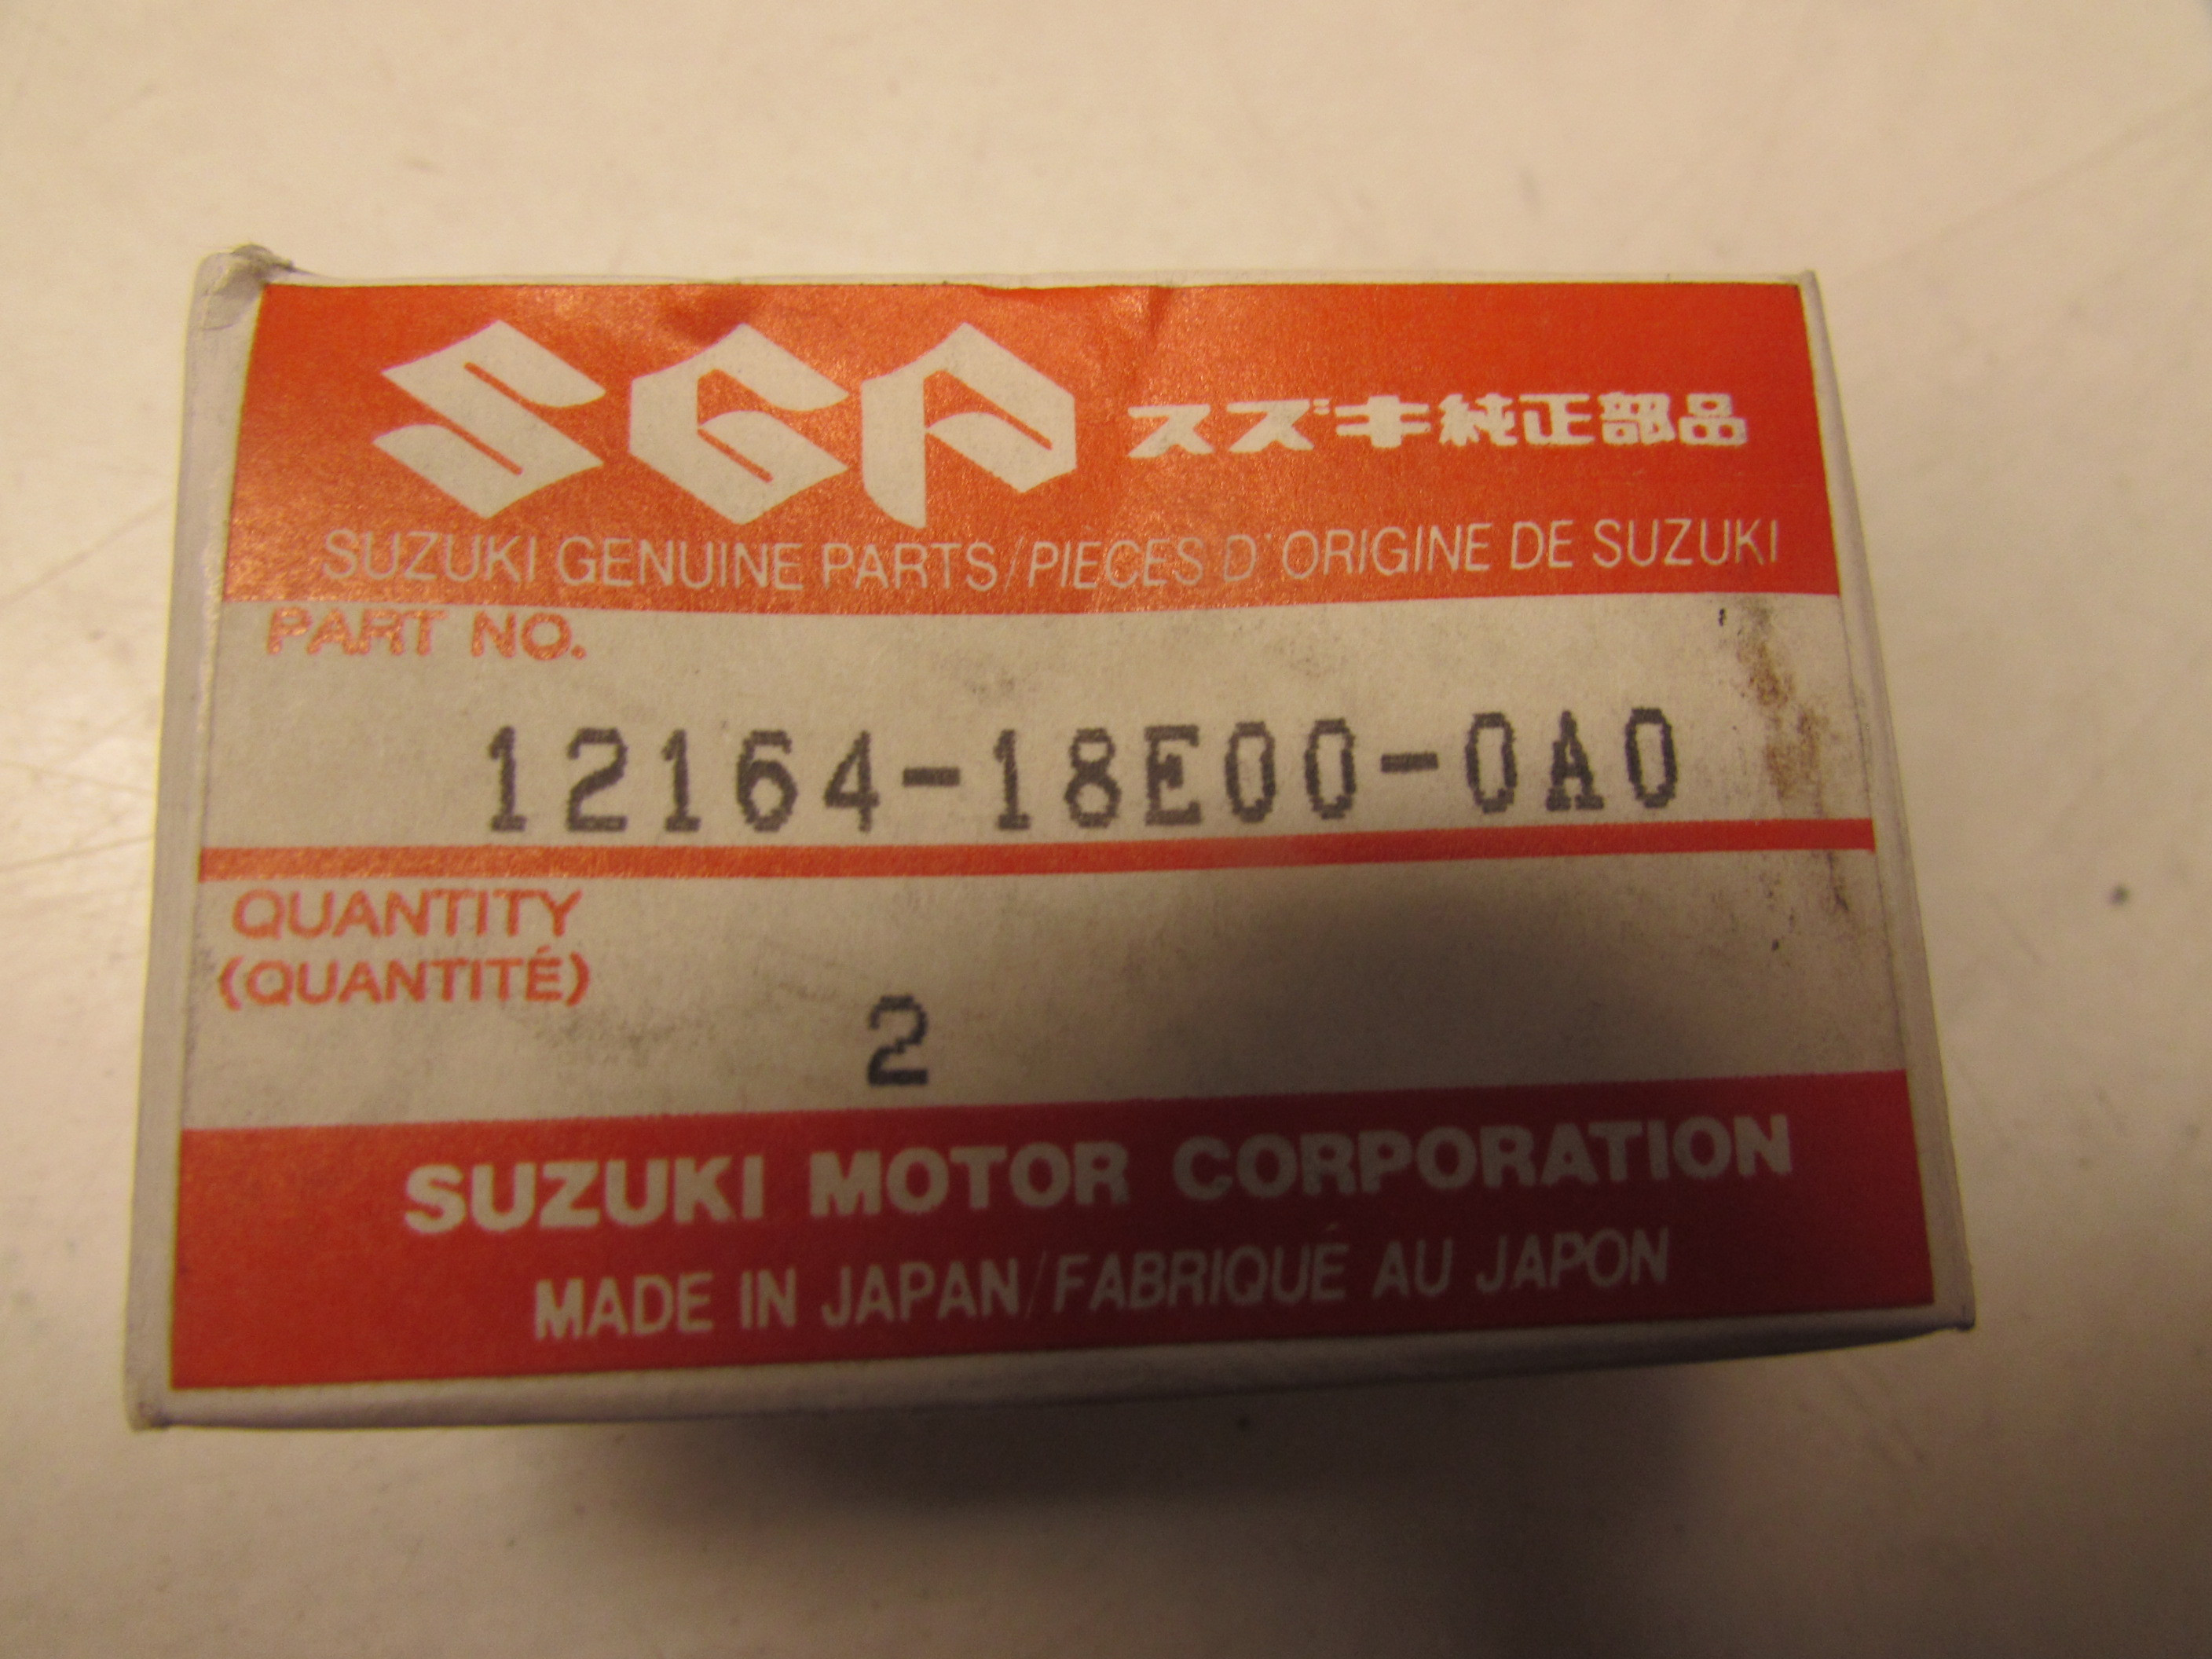 SGP スズキ純正部品
SUZUKI GENUINE PARTS/PIÈCES D'ORIGINE DE SUZUKI
PART NO.
12164-18E00-0A0
QUANTITY
(QUANTITÉ)
2
SUZUKI MOTOR CORPORATION
MADE IN JAPAN/FABRIQUÉ AU JAPON